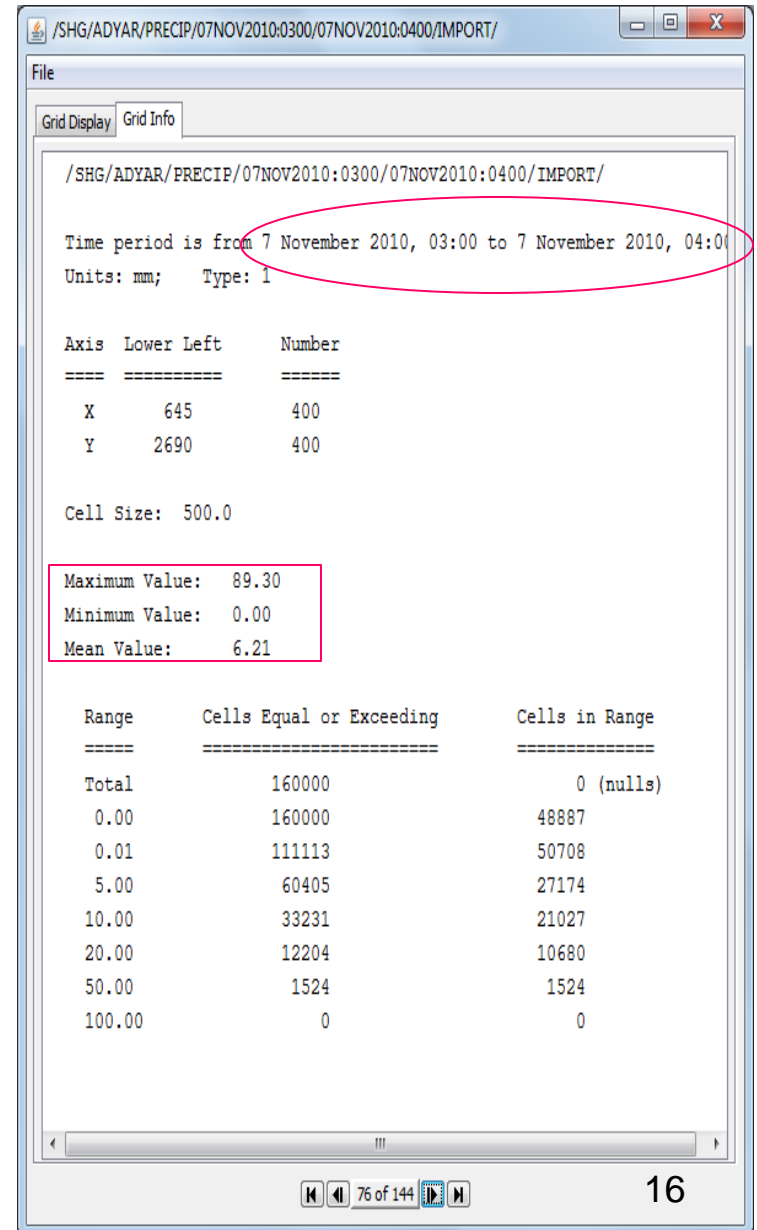 /SHG/ADYAR/PRECIP/07NOV2010:0300/07NOV2010:0400/IMPORT/
File
Grid Display Grid Info
/SHG/ADYAR/PRECIP/07NOV2010:0300/07NOV2010:0400/IMPORT/
Time period is from 7 November 2010, 03:00 to 7 November 2010, 04:00
Units: mm; Type: 1
Axis Lower Left Number
==== ========== ======
X 645 400
Y 2690 400
Cell Size: 500.0
Maximum Value: 89.30
Minimum Value: 0.00
Mean Value: 6.21
Range Cells Equal or Exceeding Cells in Range
===== ======================== ==============
Total 160000 0 (nulls)
0.00 160000 48887
0.01 111113 50708
5.00 60405 27174
10.00 33231 21027
20.00 12204 10680
50.00 1524 1524
100.00 0 0
76 of 144
16